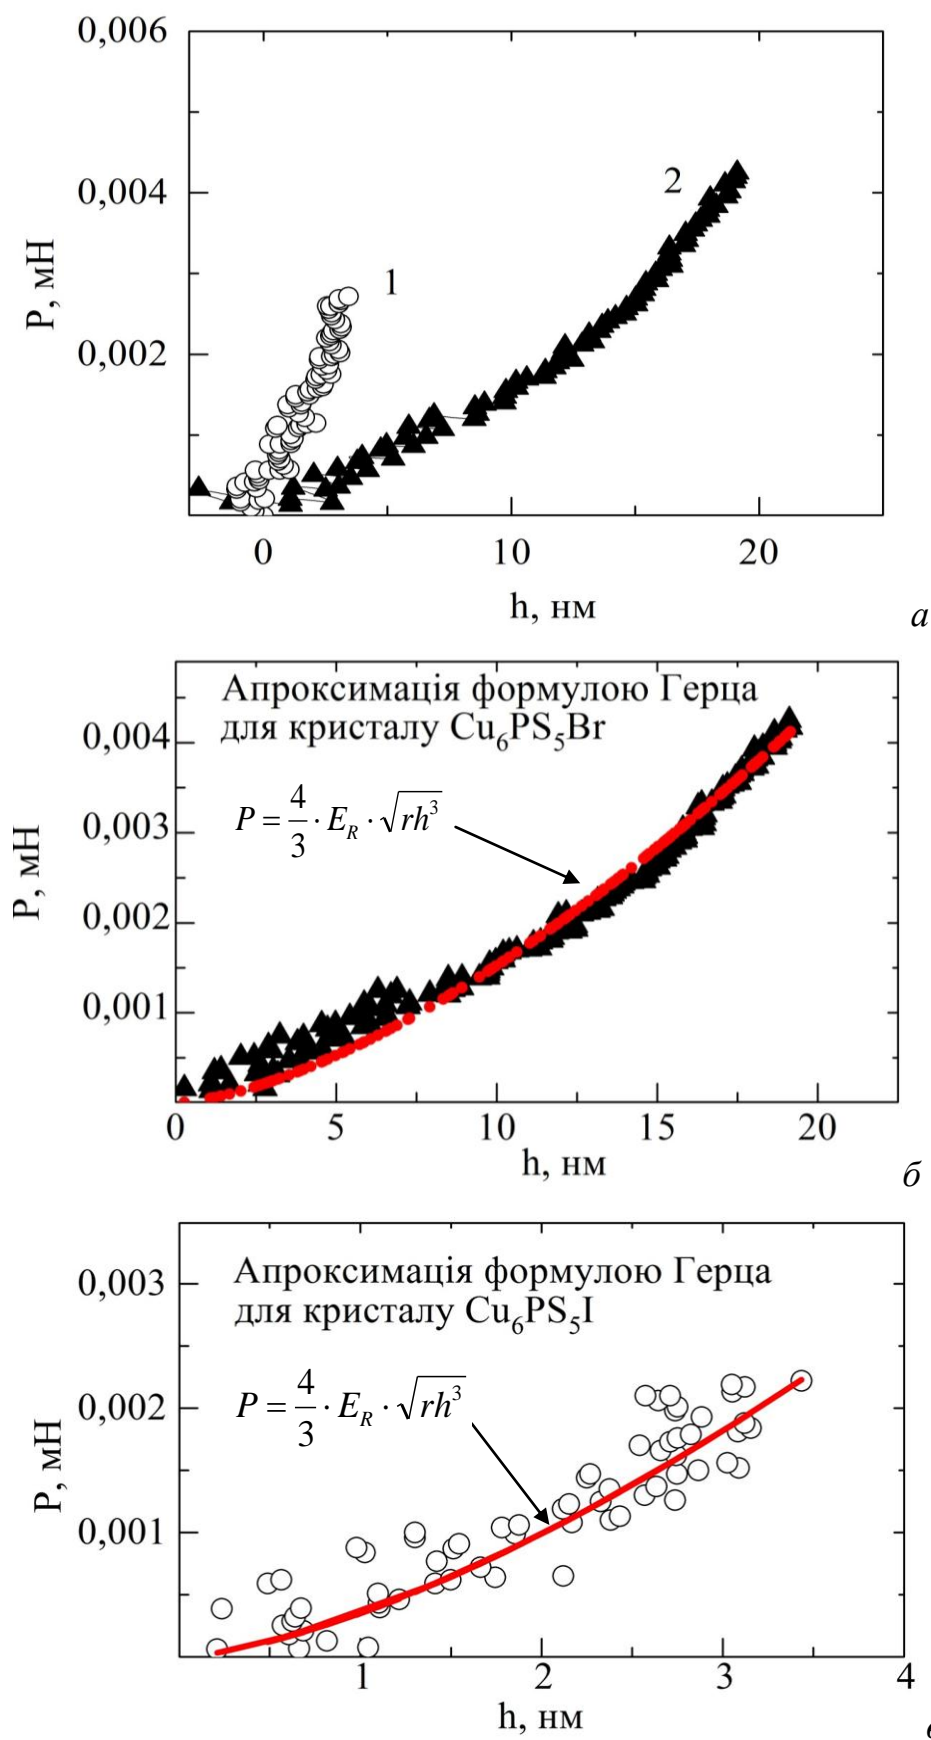 0,006
0,004
0,002
P, мН
1
2
0
10
20
h, нм
а
Апроксимація формулою Герца
для кристалу Cu₆PS₅Br
P = 4/3 · E_R · √rh³
0,004
0,003
0,002
0,001
P, мН
0
5
10
15
20
h, нм
б
Апроксимація формулою Герца
для кристалу Cu₆PS₅I
P = 4/3 · E_R · √rh³
0,003
0,002
0,001
P, мН
1
2
3
4
h, нм